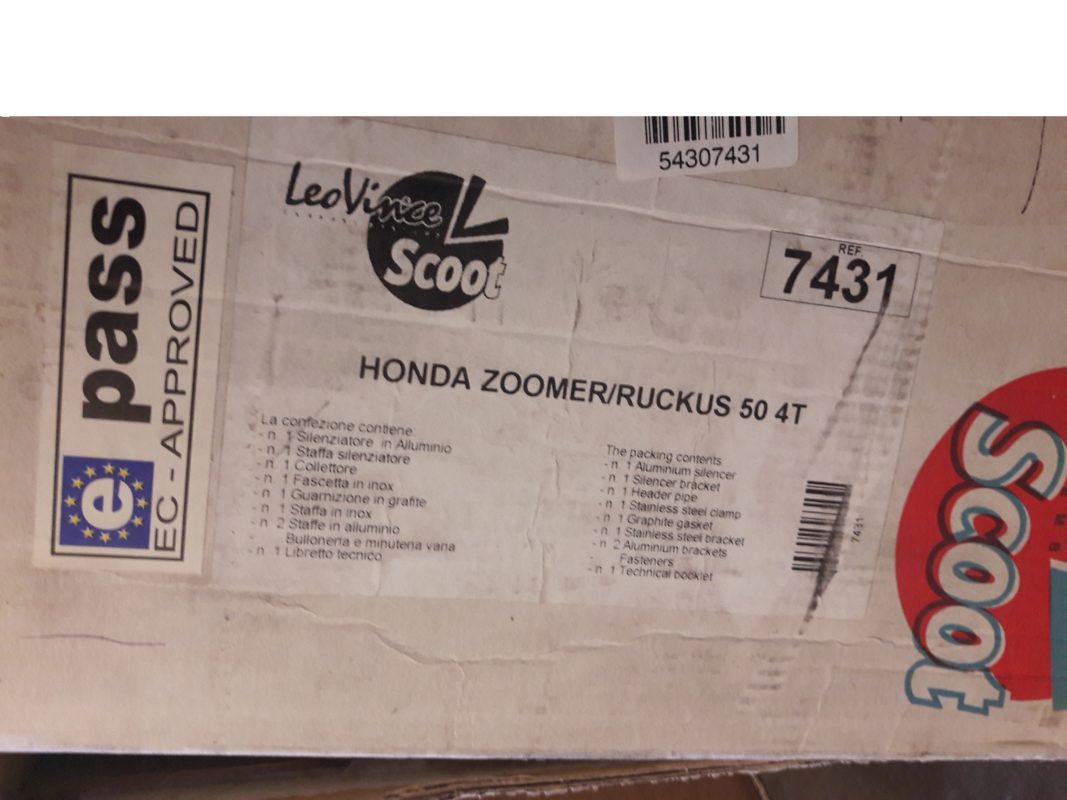 54307431
pass
EC - APPROVED
e
LeoVince
Scoot
REF.
7431
HONDA ZOOMER/RUCKUS 50 4T
La confezione contiene
- n. 1 Silenziatore in Alluminio
- n. 1 Staffa silenziatore
- n. 1 Collettore
- n. 1 Fascetta in inox
- n. 1 Guarnizione in grafite
- n. 1 Staffa in inox
- n. 2 Staffe in alluminio
- Bulloneria e minuteria varia
- n. 1 Libretto tecnico
The packing contents
- n. 1 Aluminium silencer
- n. 1 Silencer bracket
- n. 1 Header pipe
- n. 1 Stainless steel clamp
- n. 1 Graphite gasket
- n. 1 Stainless steel bracket
- n. 2 Aluminium brackets
- Fasteners
- n. 1 Technical booklet
7431
Scoot